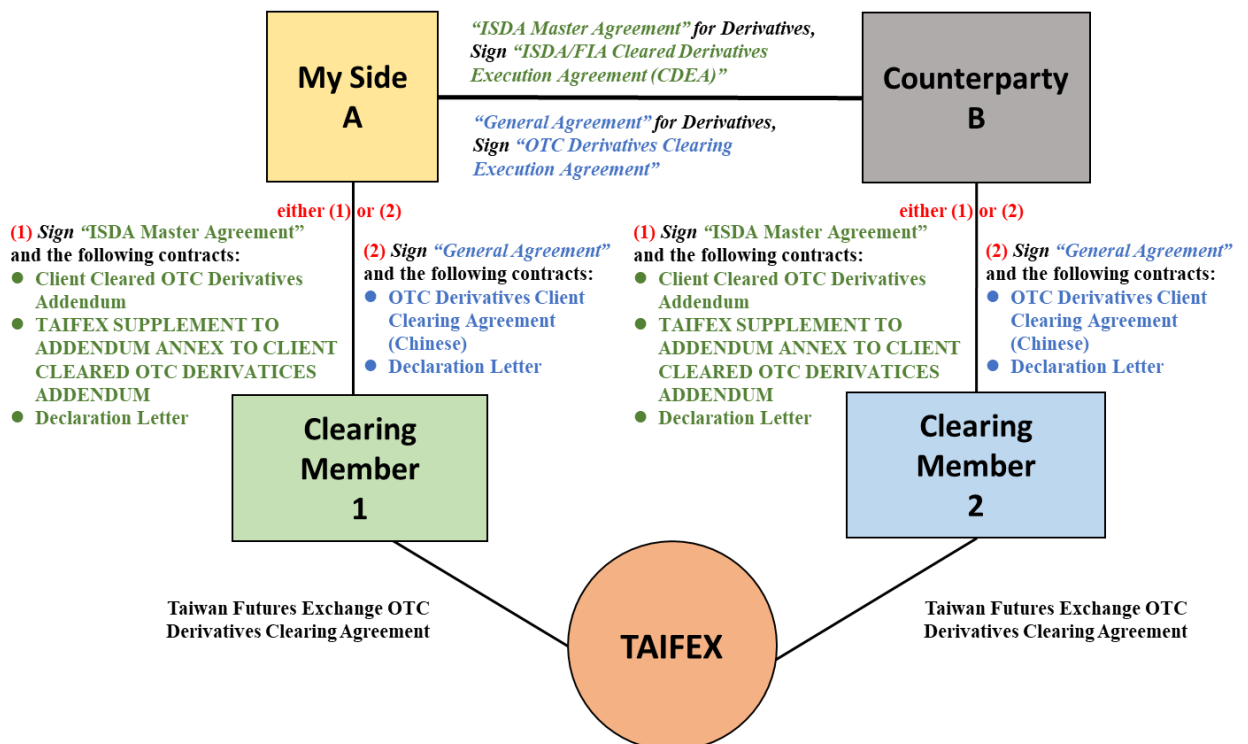 My Side
A
“ISDA Master Agreement” for Derivatives,
Sign “ISDA/FIA Cleared Derivatives
Execution Agreement (CDEA)”
“General Agreement” for Derivatives,
Sign “OTC Derivatives Clearing
Execution Agreement”
Counterparty
B
either (1) or (2)
(1) Sign “ISDA Master Agreement”
and the following contracts:
● Client Cleared OTC Derivatives
Addendum
● TAIFEX SUPPLEMENT TO
ADDENDUM ANNEX TO CLIENT
CLEARED OTC DERIVATICES
ADDENDUM
● Declaration Letter
(2) Sign “General Agreement”
and the following contracts:
● OTC Derivatives Client
Clearing Agreement
(Chinese)
● Declaration Letter
either (1) or (2)
(1) Sign “ISDA Master Agreement”
and the following contracts:
● Client Cleared OTC Derivatives
Addendum
● TAIFEX SUPPLEMENT TO
ADDENDUM ANNEX TO CLIENT
CLEARED OTC DERIVATICES
ADDENDUM
● Declaration Letter
(2) Sign “General Agreement”
and the following contracts:
● OTC Derivatives Client
Clearing Agreement
(Chinese)
● Declaration Letter
Clearing
Member
1
Clearing
Member
2
Taiwan Futures Exchange OTC
Derivatives Clearing Agreement
TAIFEX
Taiwan Futures Exchange OTC
Derivatives Clearing Agreement